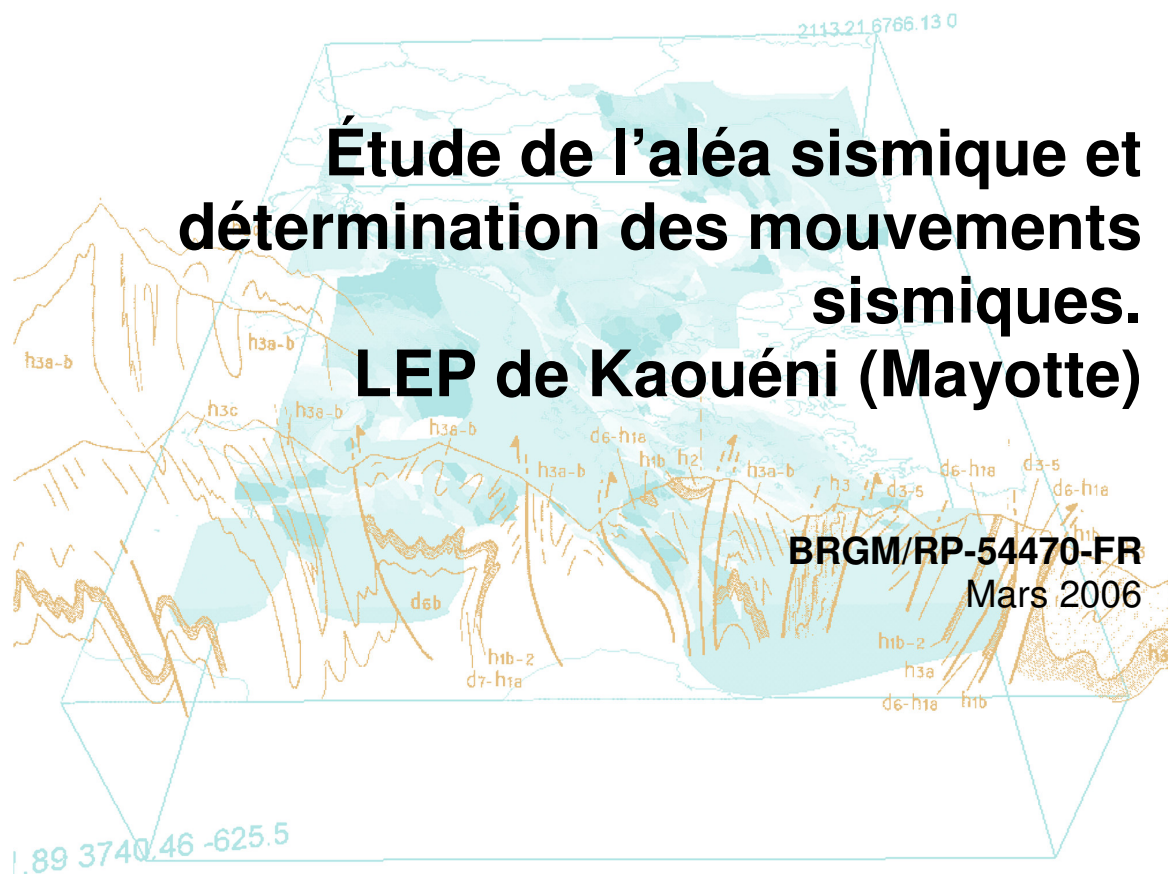 2113.21 6766.13 0
Étude de l'aléa sismique et
détermination des mouvements
sismiques.
LEP de Kaouéni (Mayotte)
h3a-b
h3a-b
h3c
h3a-b
h3a-b
h3a-b
d6-h1a
h1b h2
h3a-b
h3
d3-5
d6-h1a
d3-5
d6-h1a
h1b
BRGM/RP-54470-FR
Mars 2006
d6b
h1b-2
d7-h1a
h1b-2
h3a
d6-h1a
h1b
.89 3740.46 -625.5